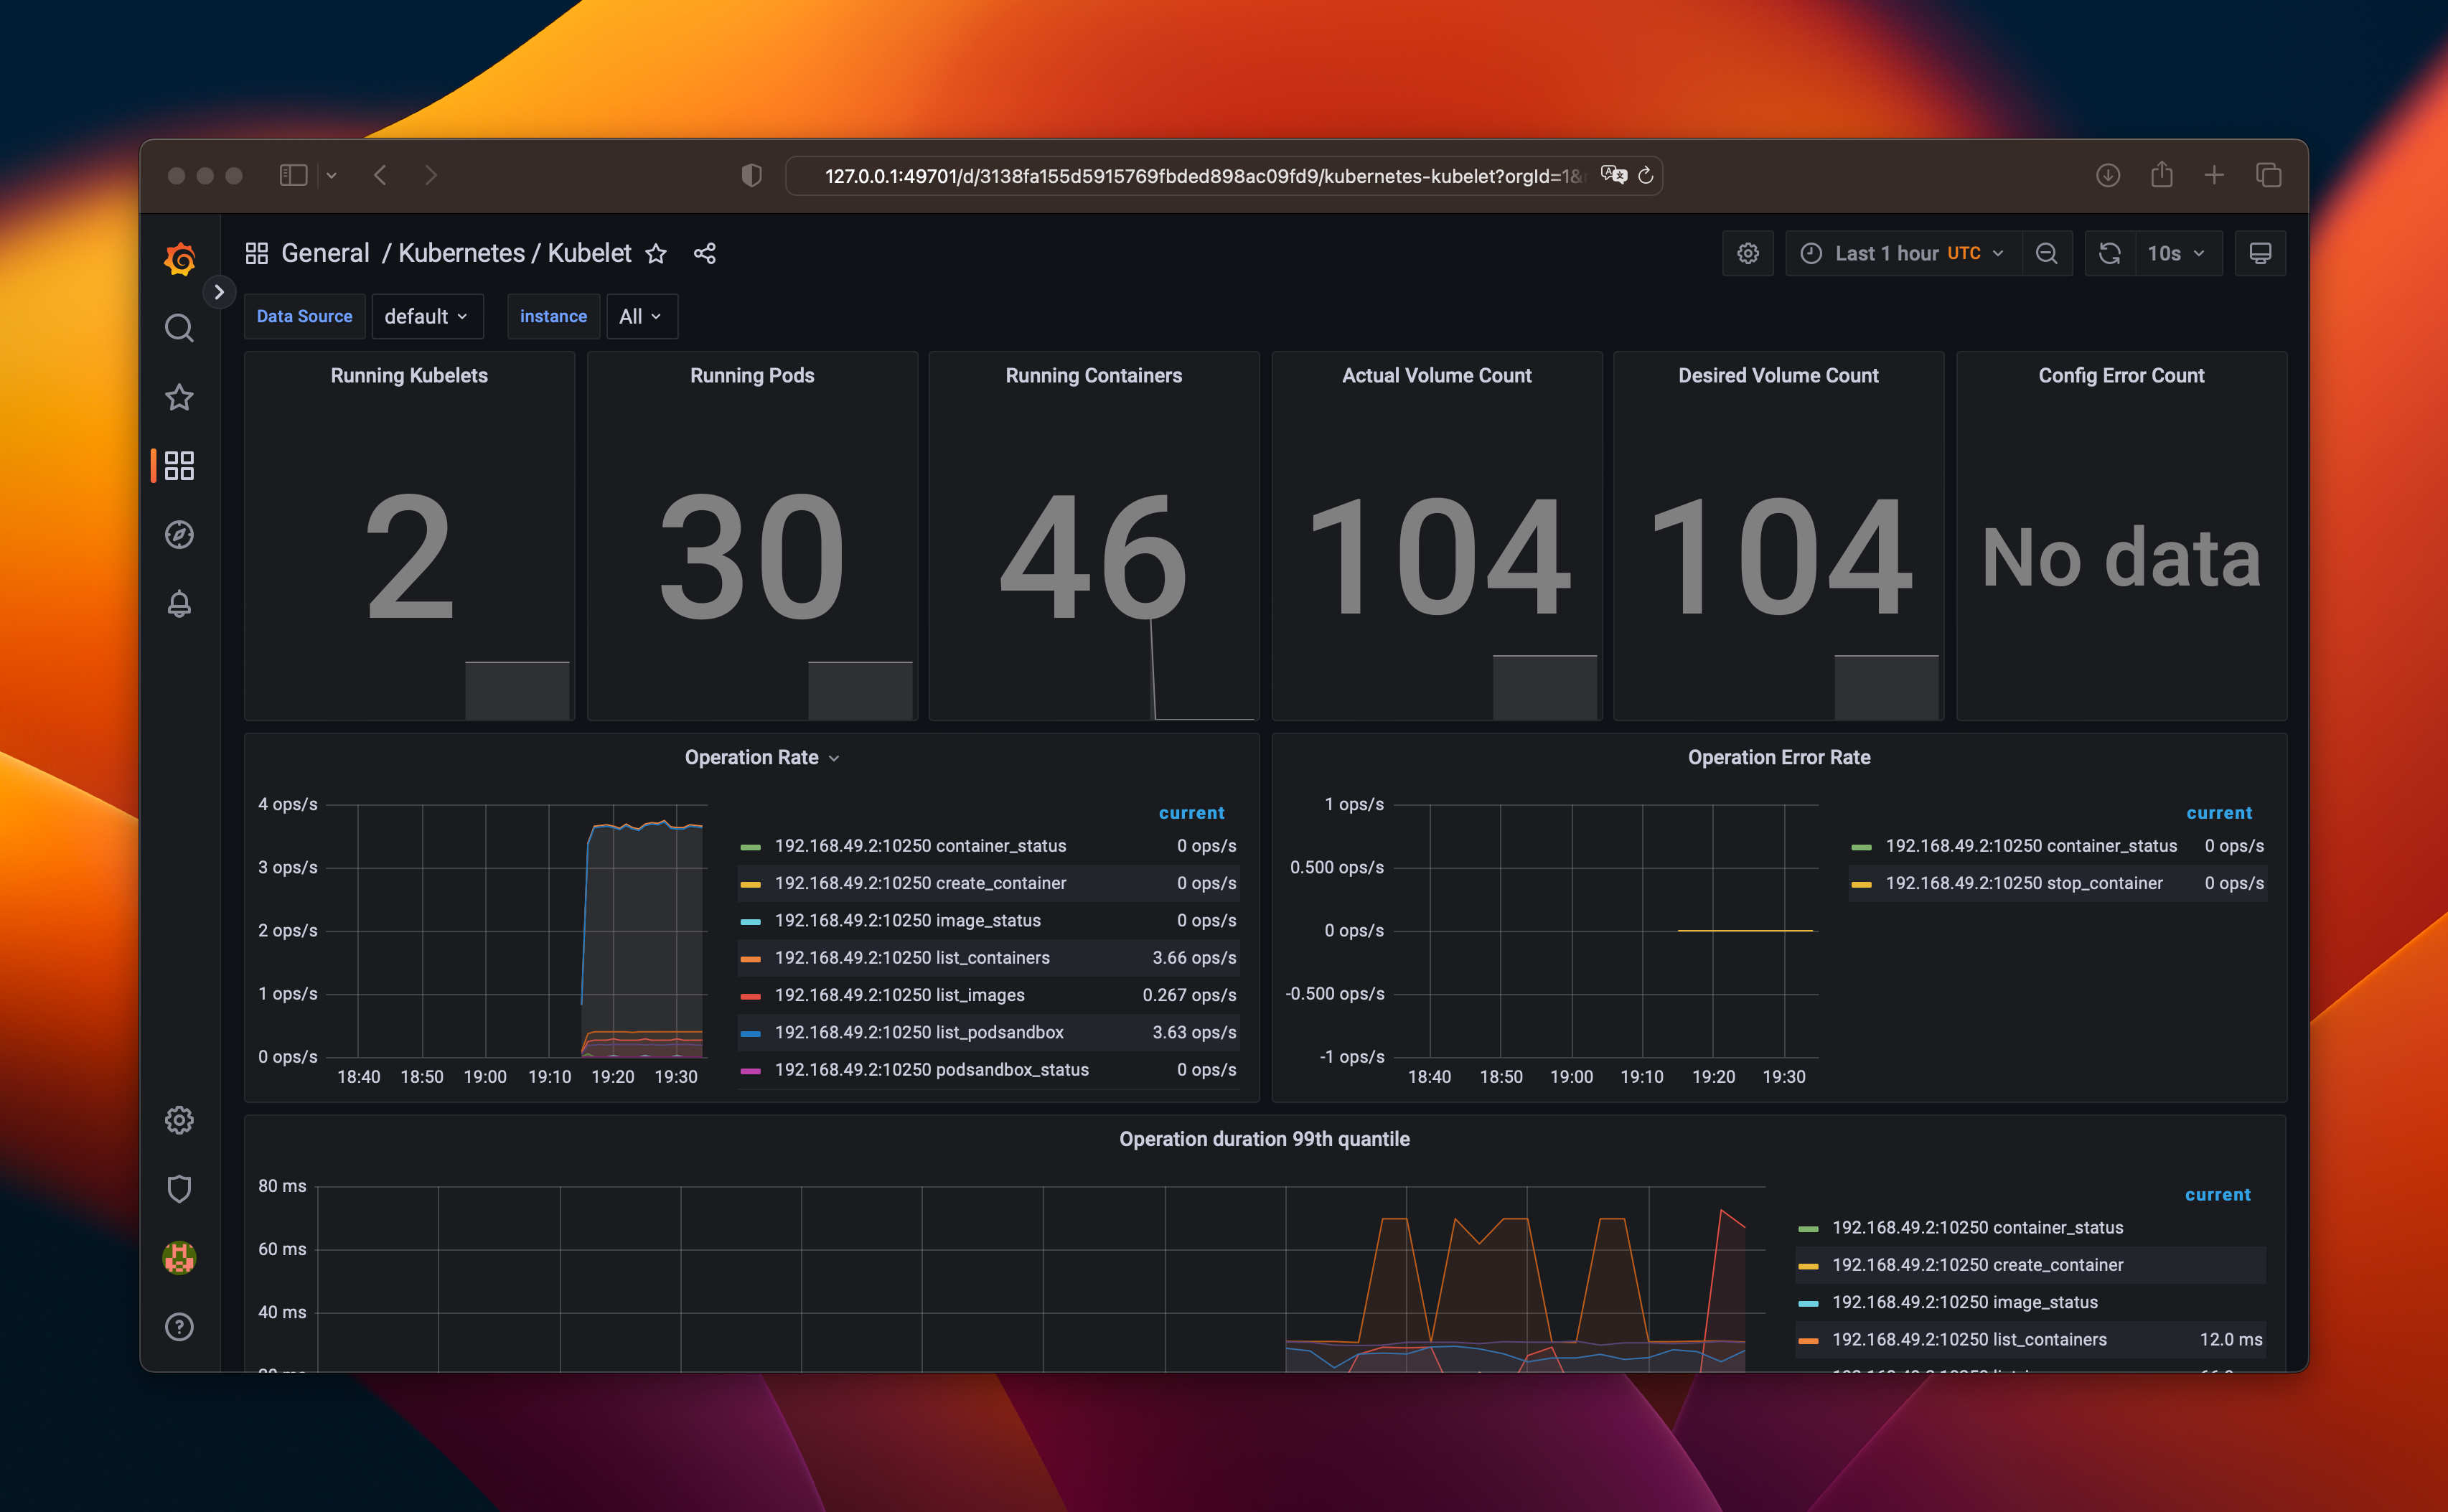 127.0.0.1:49701/d/3138fa155d5915769fbded898ac09fd9/kubernetes-kubelet?orgId=1&
General / Kubernetes / Kubelet
Last 1 hour UTC
10s
Data Source default instance All
Running Kubelets
2
Running Pods
30
Running Containers
46
Actual Volume Count
104
Desired Volume Count
104
Config Error Count
No data
Operation Rate
4 ops/s
3 ops/s
2 ops/s
1 ops/s
0 ops/s
18:40 18:50 19:00 19:10 19:20 19:30
current
192.168.49.2:10250 container_status 0 ops/s
192.168.49.2:10250 create_container 0 ops/s
192.168.49.2:10250 image_status 0 ops/s
192.168.49.2:10250 list_containers 3.66 ops/s
192.168.49.2:10250 list_images 0.267 ops/s
192.168.49.2:10250 list_podsandbox 3.63 ops/s
192.168.49.2:10250 podsandbox_status 0 ops/s
Operation Error Rate
1 ops/s
0.500 ops/s
0 ops/s
-0.500 ops/s
-1 ops/s
18:40 18:50 19:00 19:10 19:20 19:30
current
192.168.49.2:10250 container_status 0 ops/s
192.168.49.2:10250 stop_container 0 ops/s
Operation duration 99th quantile
80 ms
60 ms
40 ms
current
192.168.49.2:10250 container_status
192.168.49.2:10250 create_container
192.168.49.2:10250 image_status
192.168.49.2:10250 list_containers 12.0 ms